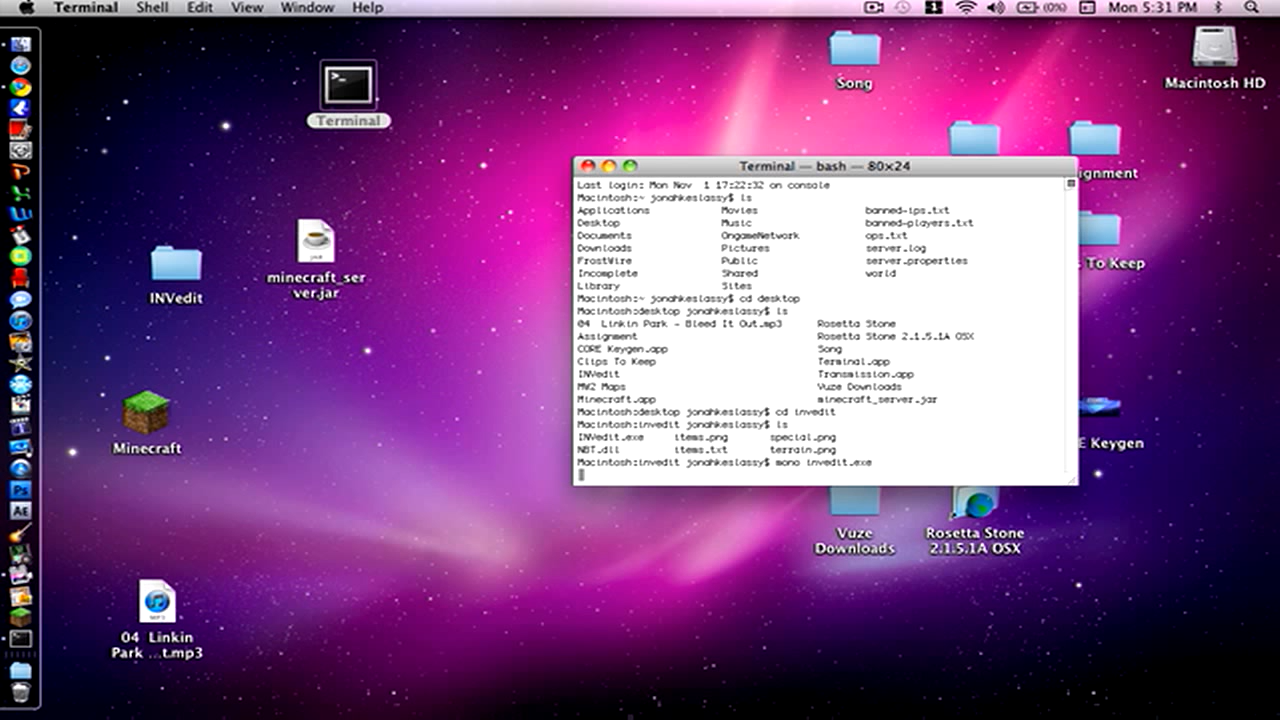 Terminal Shell Edit View Window Help (0%) Mon 5:31 PM
Song
Macintosh HD
Terminal
Terminal — bash — 80×24
Last login: Mon Nov  1 17:22:32 on console
Macintosh:~ jonahkeslassy$ ls
Applications Movies banned-ips.txt
Desktop Music banned-players.txt
Documents OngameNetwork ops.txt
Downloads Pictures server.log
FrostWire Public server.properties
Incomplete Shared world
Library Sites
Macintosh:~ jonahkeslassy$ cd desktop
Macintosh:desktop jonahkeslassy$ ls
04  Linkin Park - Bleed It Out.mp3 Rosetta Stone
Assignment Rosetta Stone 2.1.5.1A OSX
CORE Keygen.app Song
Clips To Keep Terminal.app
INVedit Transmission.app
MW2 Maps Vuze Downloads
Minecraft.app minecraft_server.jar
Macintosh:desktop jonahkeslassy$ cd invedit
Macintosh:invedit jonahkeslassy$ ls
INVedit.exe items.png special.png
NBT.dll items.txt terrain.png
Macintosh:invedit jonahkeslassy$ mono invedit.exe
ignment
To Keep
E Keygen
INVedit
minecraft_ser
ver.jar
Minecraft
Vuze
Downloads
Rosetta Stone
2.1.5.1A OSX
04  Linkin
Park ...t.mp3
Ps
AE